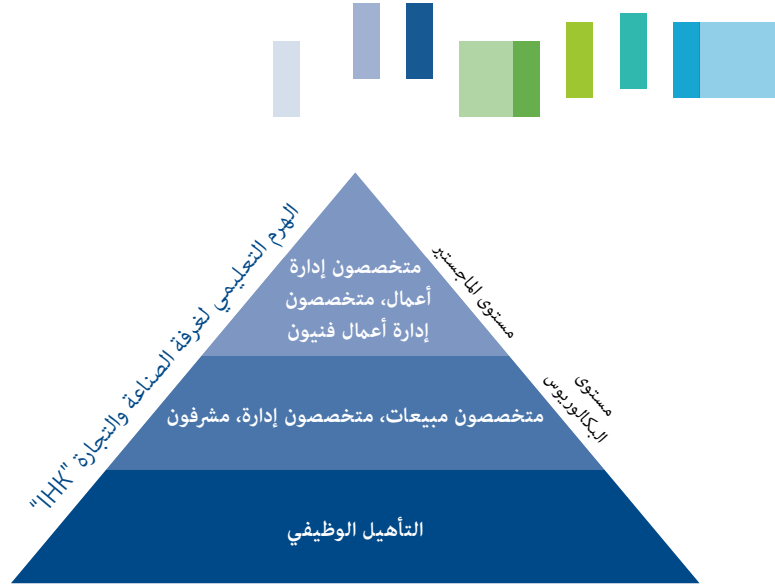 الهرم التعليمي لغرفة الصناعة والتجارة "IHK"
متخصصون إدارة
أعمال، متخصصون
إدارة أعمال فنيون
مستوى الماجستير
متخصصون مبيعات، متخصصون إدارة، مشرفون
مستوى
البكالوريوس
التأهيل الوظيفي